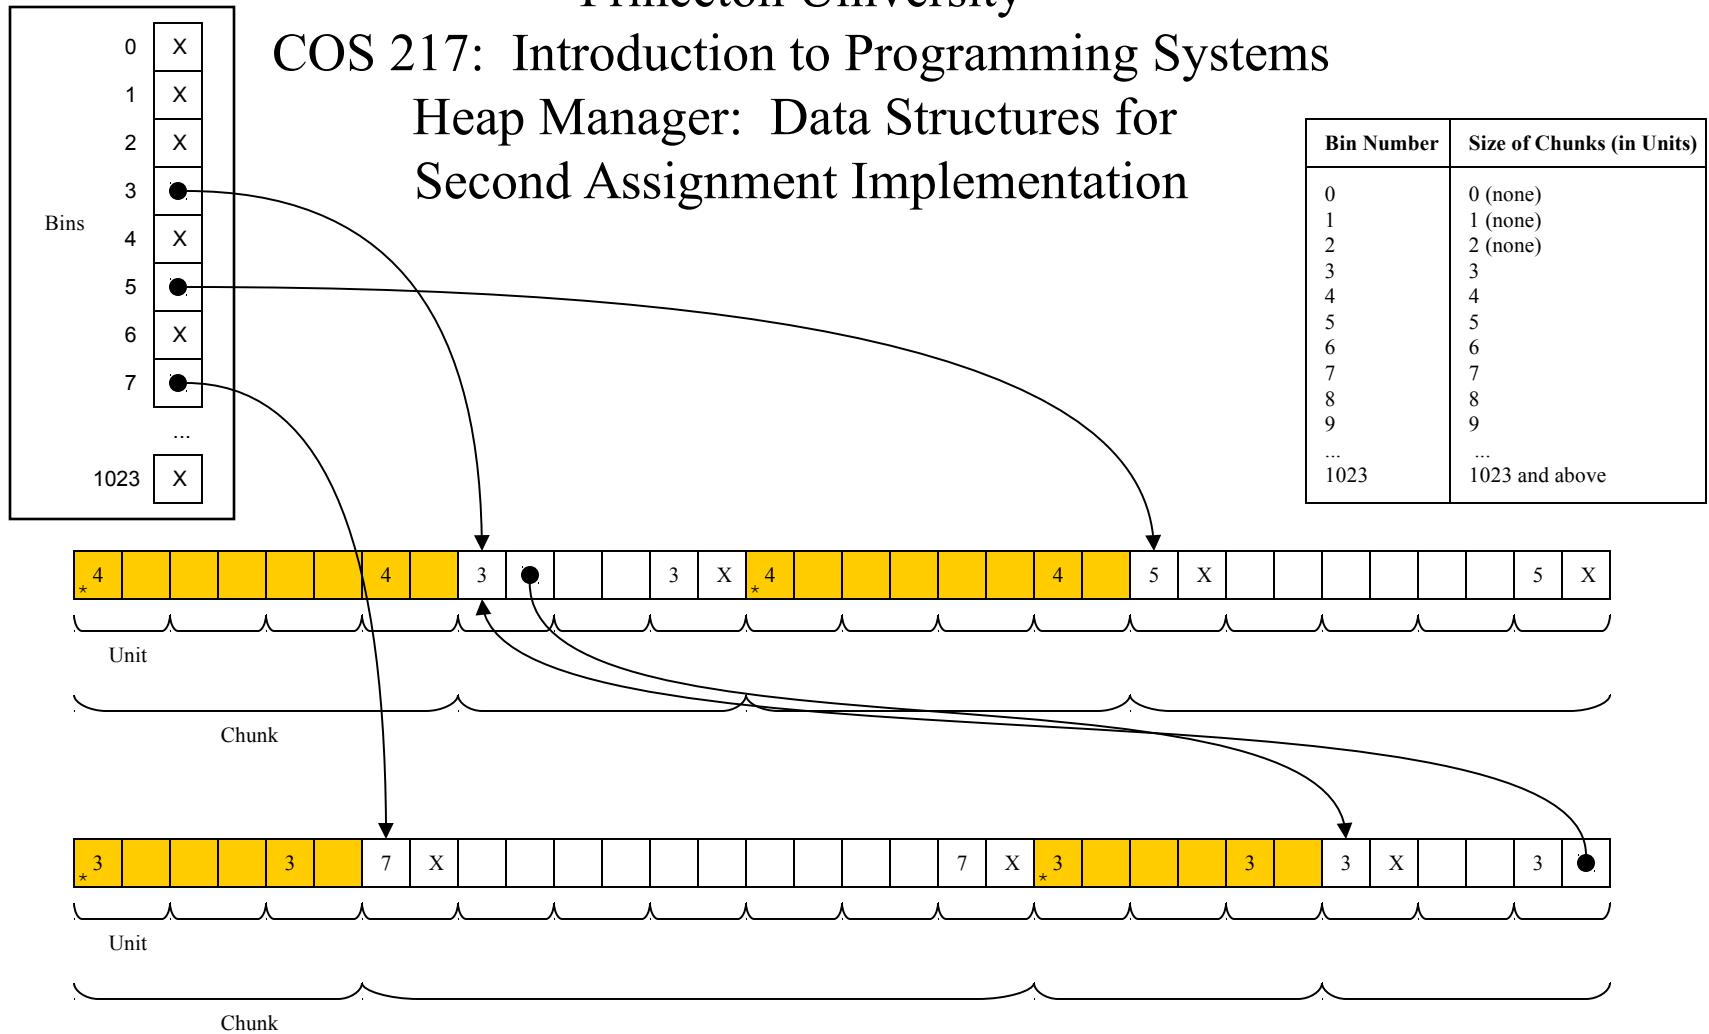 Princeton University
COS 217: Introduction to Programming Systems
Heap Manager: Data Structures for
Second Assignment Implementation
Bins
0 X
1 X
2 X
3
4 X
5
6 X
7
...
1023 X
Bin Number Size of Chunks (in Units)
0 0 (none)
1 1 (none)
2 2 (none)
3 3
4 4
5 5
6 6
7 7
8 8
9 9
... ...
1023 1023 and above
* 4 4 3 3 X * 4 4 5 X 5 X
Unit
Chunk
* 3 3 7 X 7 X * 3 3 3 X 3
Unit
Chunk